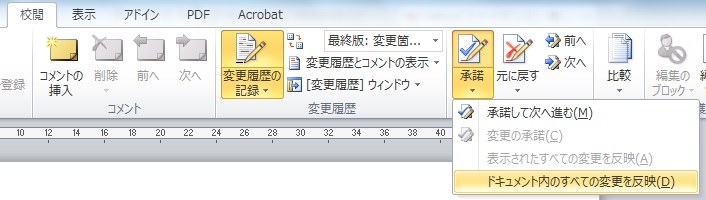 校閲 表示 アドイン PDF Acrobat
登録
コメントの挿入
削除
前へ
次へ
コメント
変更履歴の記録
最終版: 変更箇...
変更履歴とコメントの表示
[変更履歴] ウィンドウ
変更履歴
承諾
元に戻す
前へ
次へ
比較
編集のブロック
承諾して次へ進む(M)
変更の承諾(C)
表示されたすべての変更を反映(A)
ドキュメント内のすべての変更を反映(D)
10 12 14 16 18 20 22 24 26 28 30 32 34 36 38 40